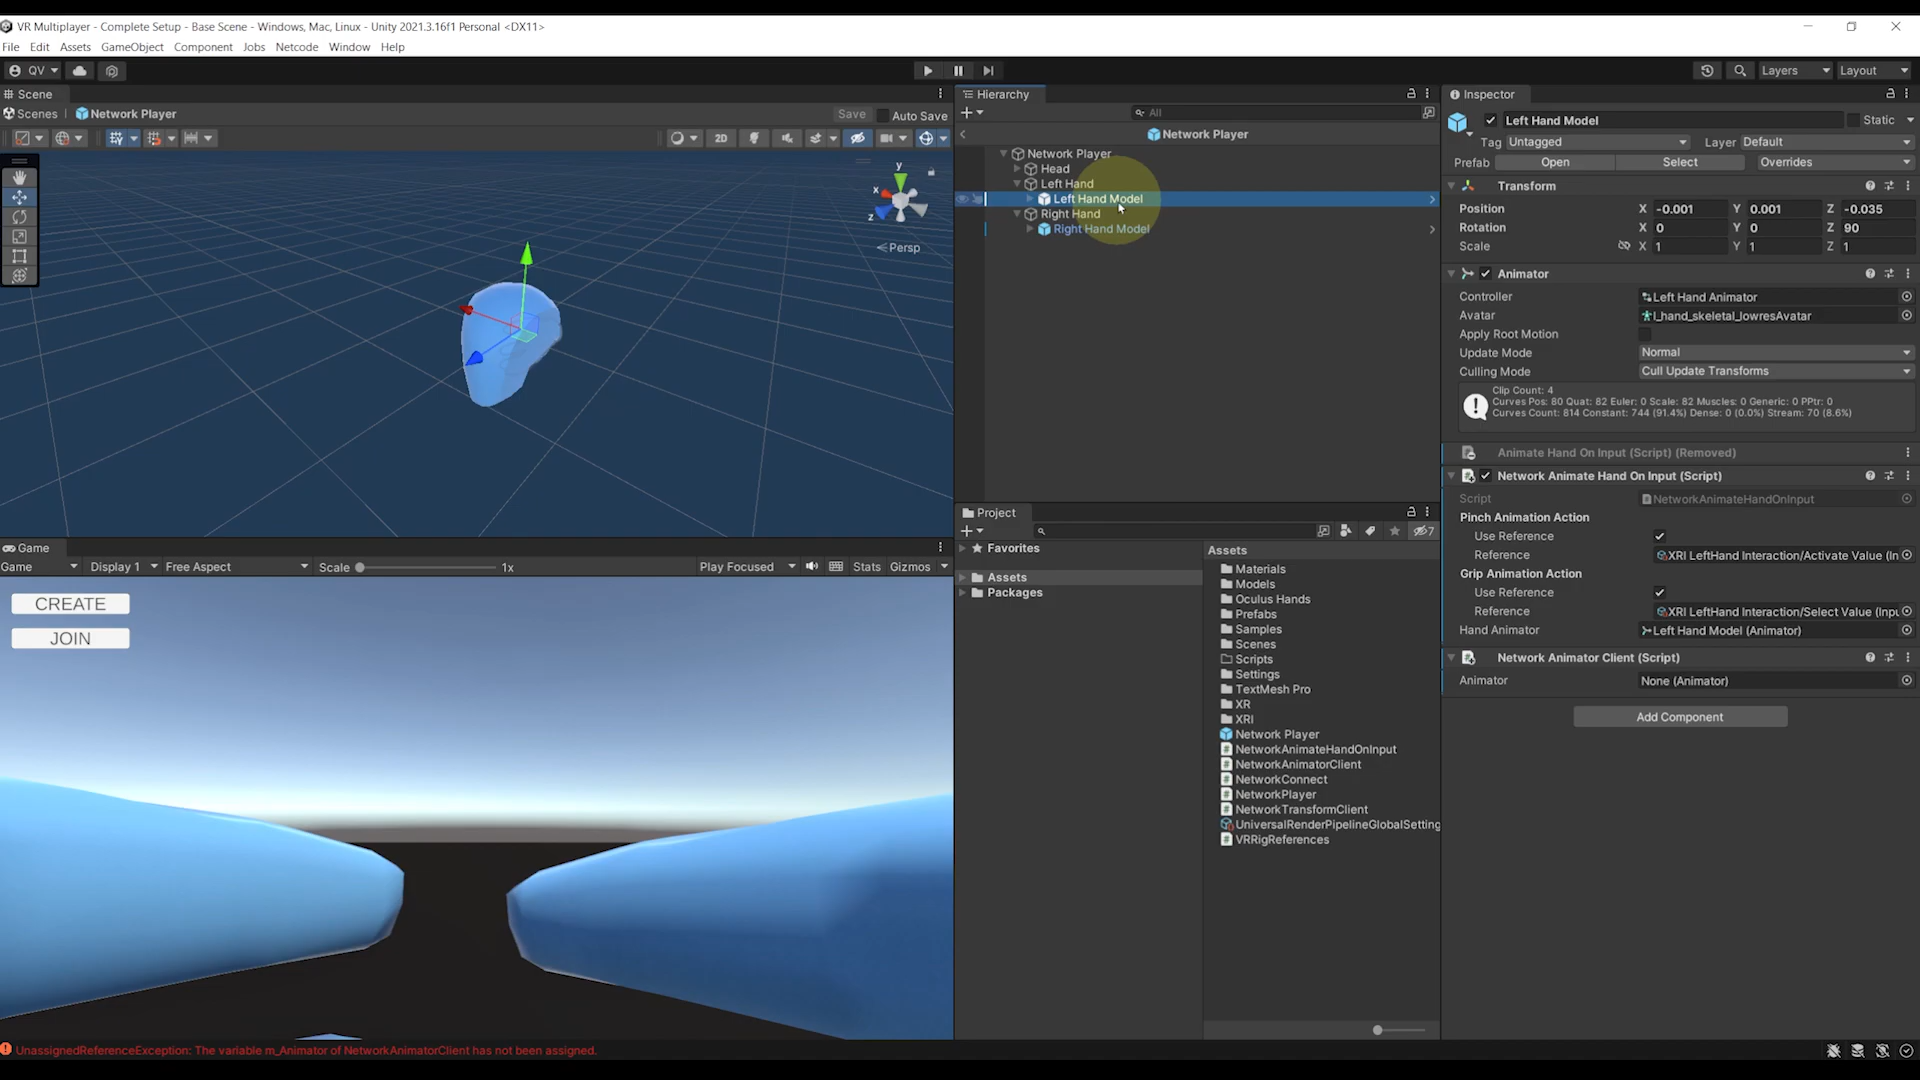 VR Multiplayer - Complete Setup - Base Scene - Windows, Mac, Linux - Unity 2021.3.16f1 Personal <DX11>
File Edit Assets GameObject Component Jobs Netcode Window Help
QV
Layers
Layout
Scene
Scenes
Network Player
Save
Auto Save
2D
y
x
z
Persp
Game
Game
Display 1
Free Aspect
Scale
1x
Play Focused
Stats
Gizmos
CREATE
JOIN
UnassignedReferenceException: The variable m_Animator of NetworkAnimatorClient has not been assigned.
Hierarchy
All
Network Player
Network Player
Head
Left Hand
Left Hand Model
Right Hand
Right Hand Model
Project
7
Favorites
Assets
Packages
Assets
Materials
Models
Oculus Hands
Prefabs
Samples
Scenes
Scripts
Settings
TextMesh Pro
XR
XRI
Network Player
NetworkAnimateHandOnInput
NetworkAnimatorClient
NetworkConnect
NetworkPlayer
NetworkTransformClient
UniversalRenderPipelineGlobalSetting
VRRigReferences
Inspector
Left Hand Model
Static
Tag Untagged
Layer Default
Prefab Open Select Overrides
Transform
Position X -0.001 Y 0.001 Z -0.035
Rotation X 0 Y 0 Z 90
Scale X 1 Y 1 Z 1
Animator
Controller Left Hand Animator
Avatar l_hand_skeletal_lowresAvatar
Apply Root Motion
Update Mode Normal
Culling Mode Cull Update Transforms
Clip Count: 4
Curves Pos: 80 Quat: 82 Euler: 0 Scale: 82 Muscles: 0 Generic: 0 PPtr: 0
Curves Count: 814 Constant: 744 (91.4%) Dense: 0 (0.0%) Stream: 70 (8.6%)
Animate Hand On Input (Script) (Removed)
Network Animate Hand On Input (Script)
Script NetworkAnimateHandOnInput
Pinch Animation Action
Use Reference
Reference XRI LeftHand Interaction/Activate Value (In
Grip Animation Action
Use Reference
Reference XRI LeftHand Interaction/Select Value (Inpu
Hand Animator Left Hand Model (Animator)
Network Animator Client (Script)
Animator None (Animator)
Add Component